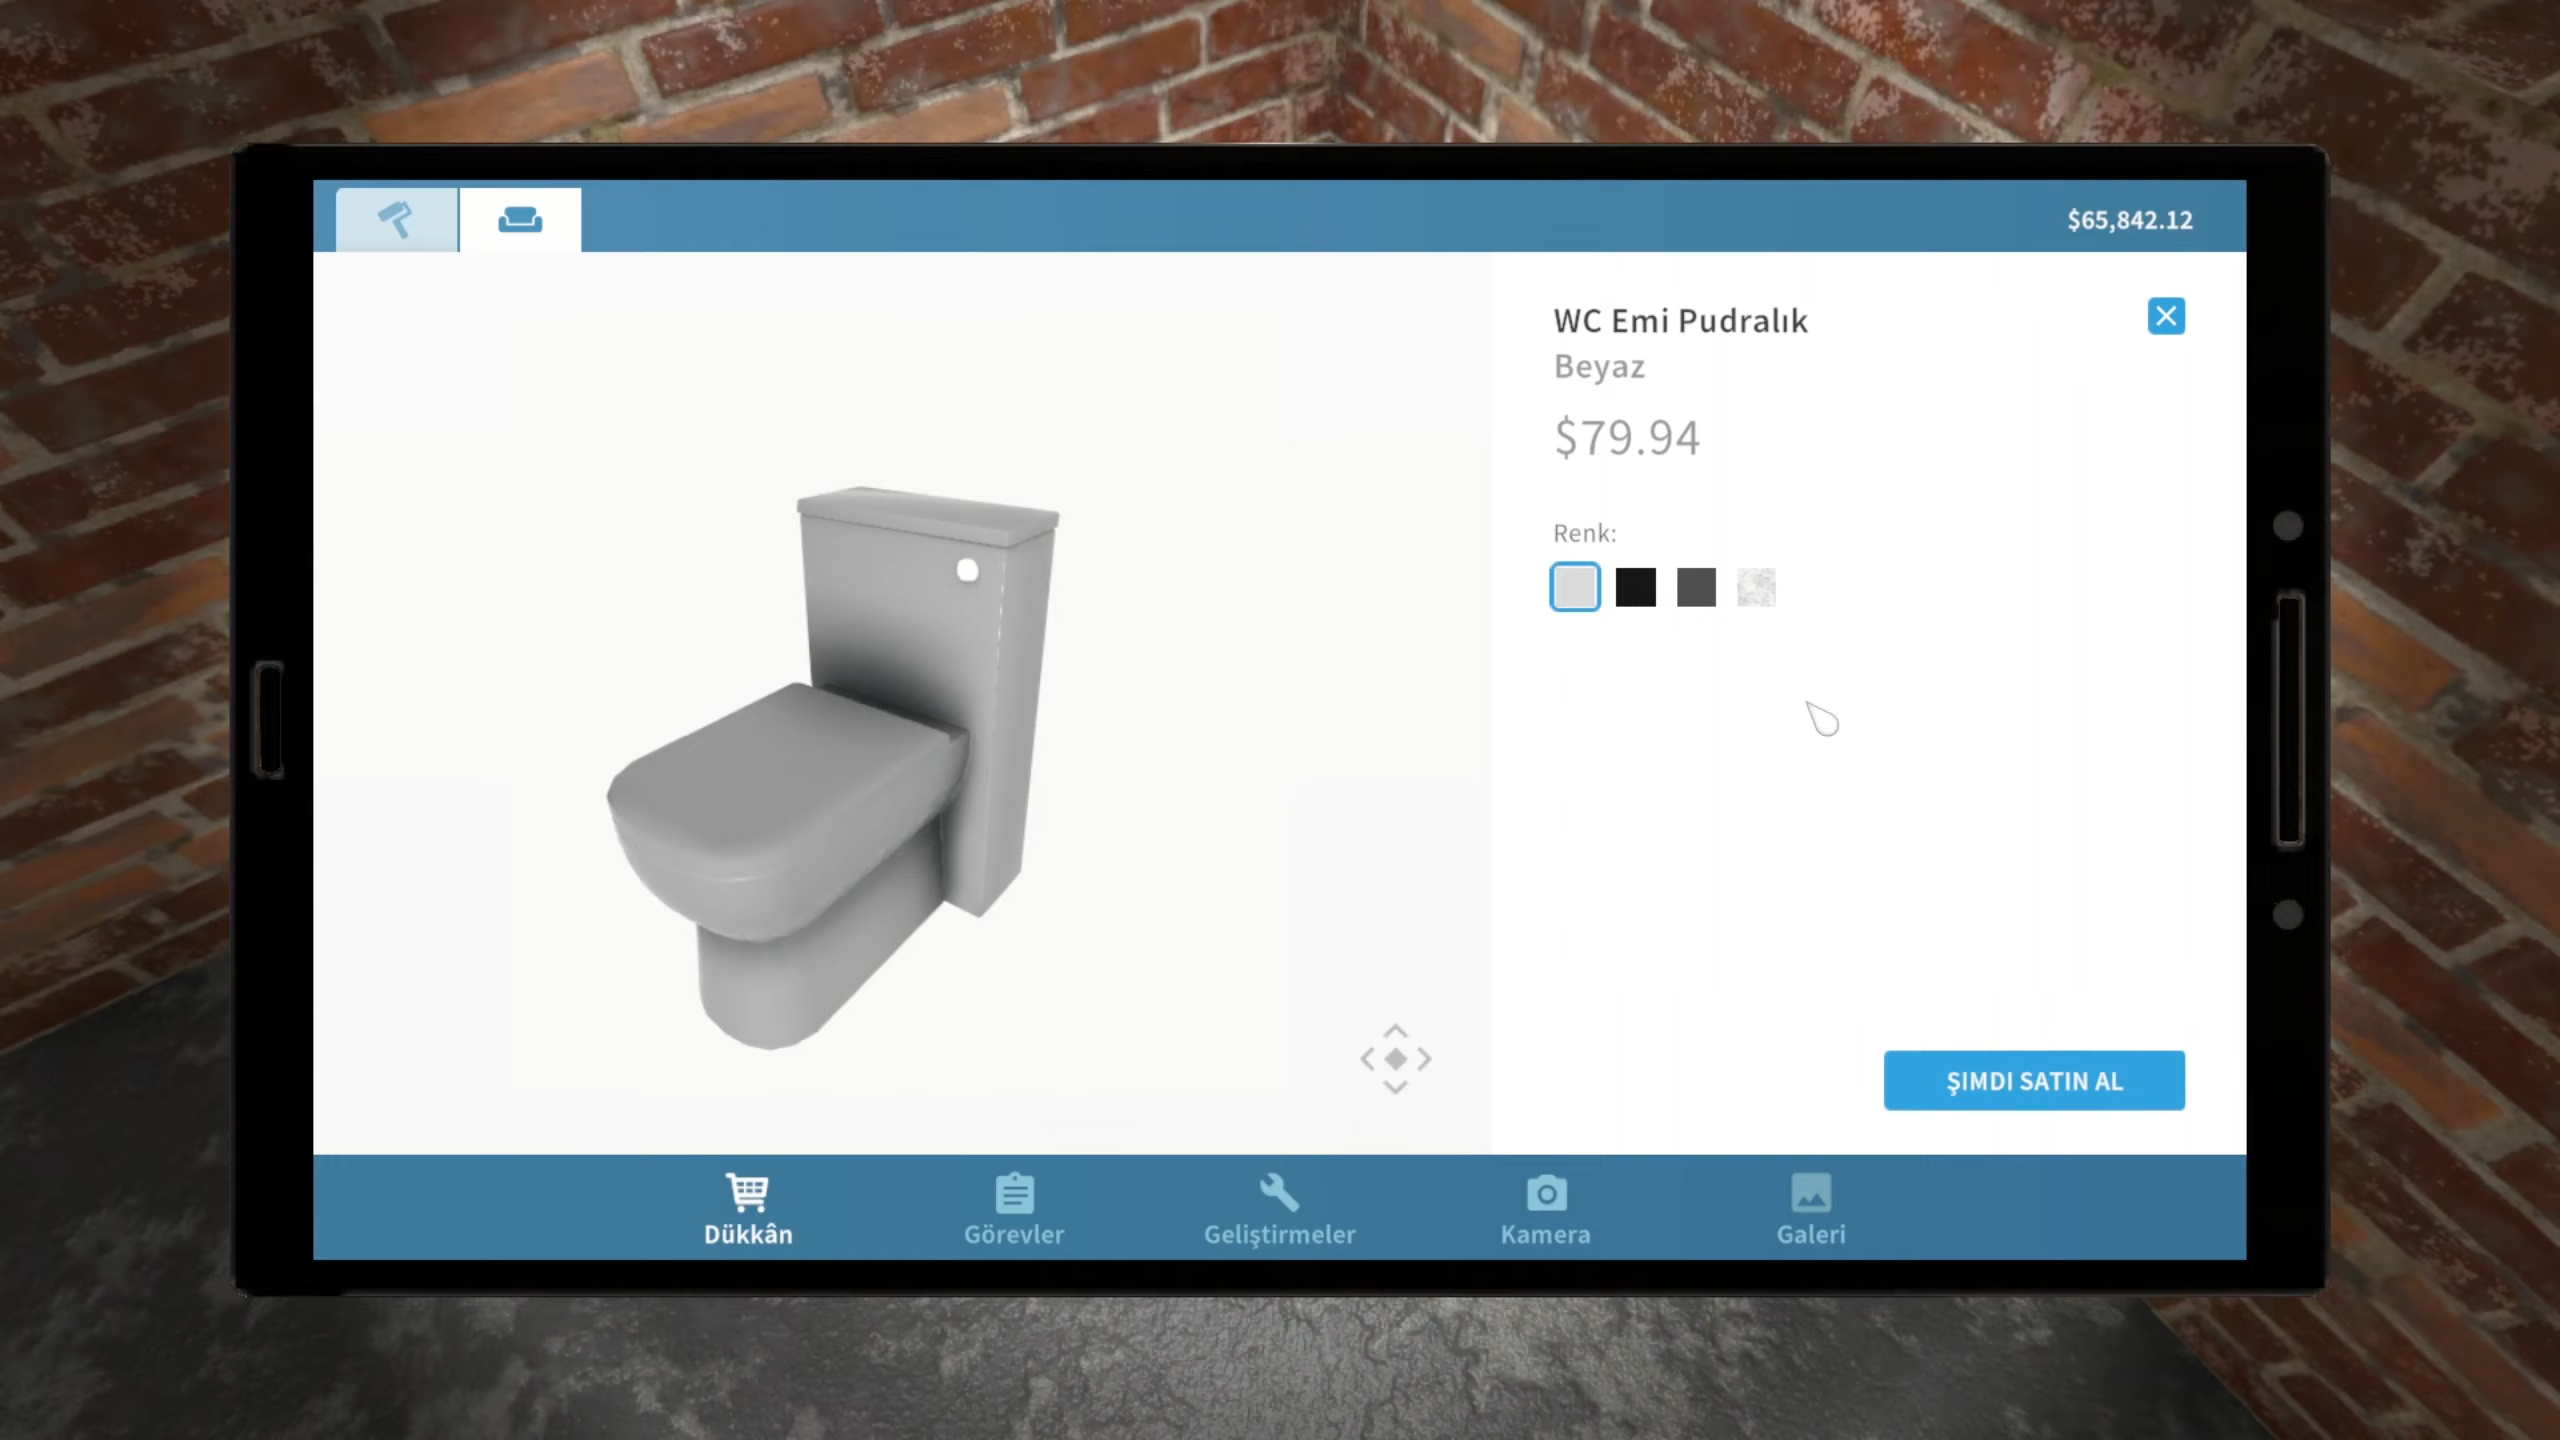 $65,842.12
WC Emi Pudralık
Beyaz
$79.94
Renk:
ŞIMDI SATIN AL
Dükkân
Görevler
Geliştirmeler
Kamera
Galeri